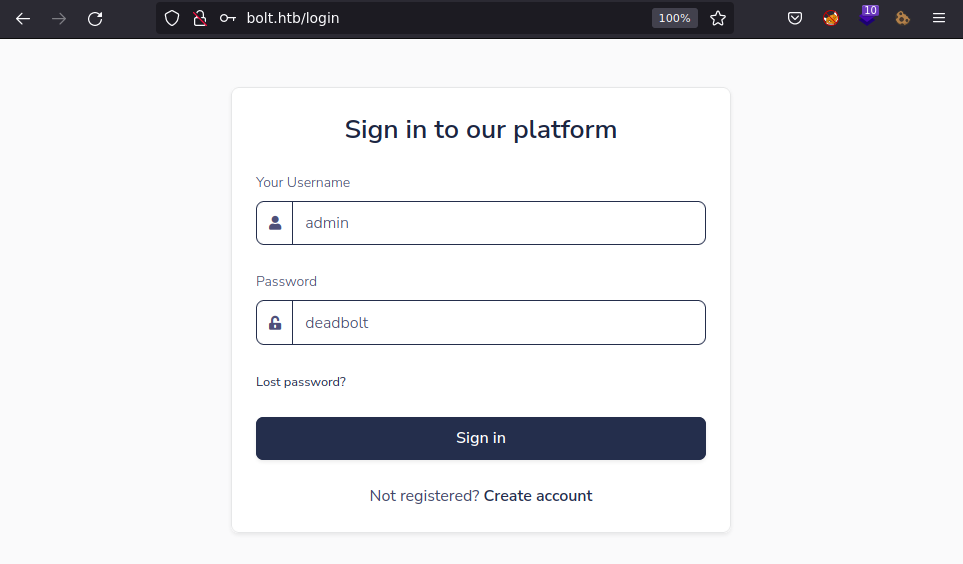 bolt.htb/login
100%
10
Sign in to our platform
Your Username
admin
Password
deadbolt
Lost password?
Sign in
Not registered? Create account